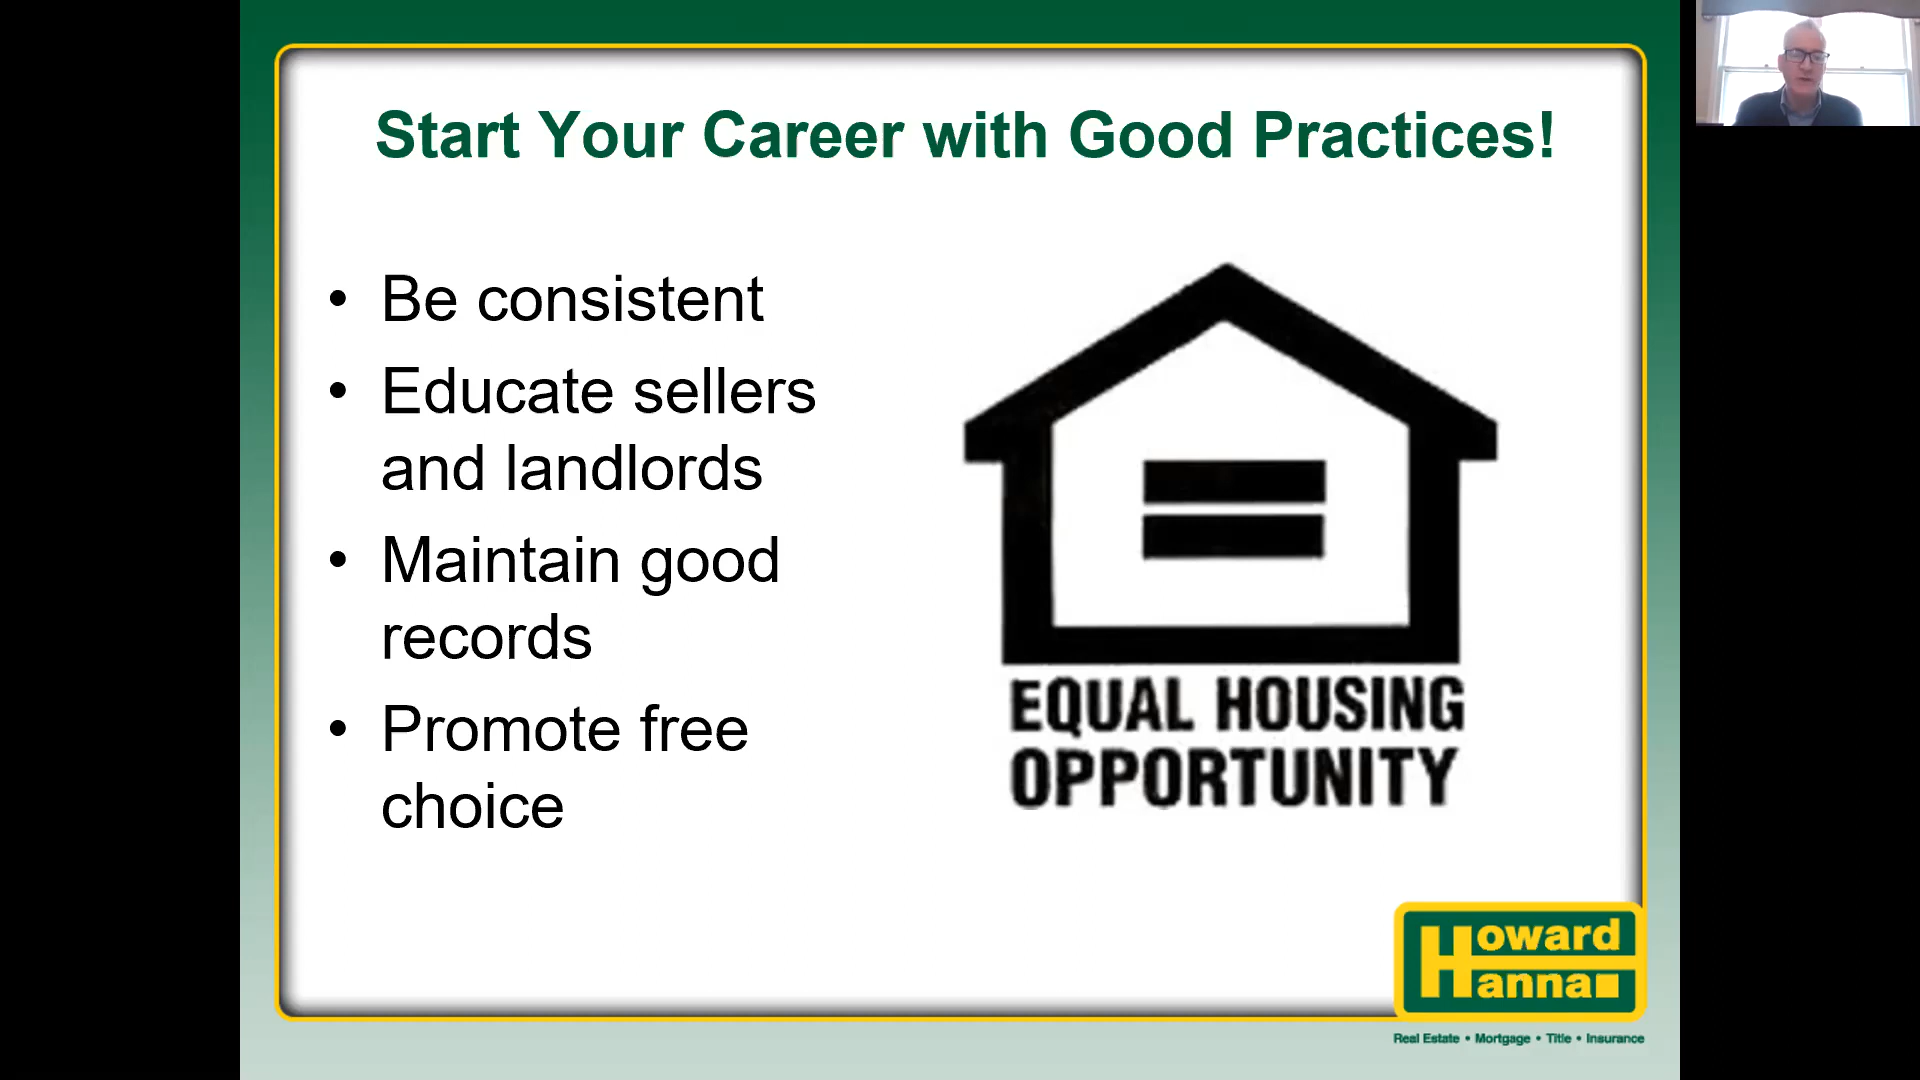 Start Your Career with Good Practices!
• Be consistent
• Educate sellers
and landlords
• Maintain good
records
• Promote free
choice
EQUAL HOUSING
OPPORTUNITY
Howard
Hanna
Real Estate • Mortgage • Title • Insurance